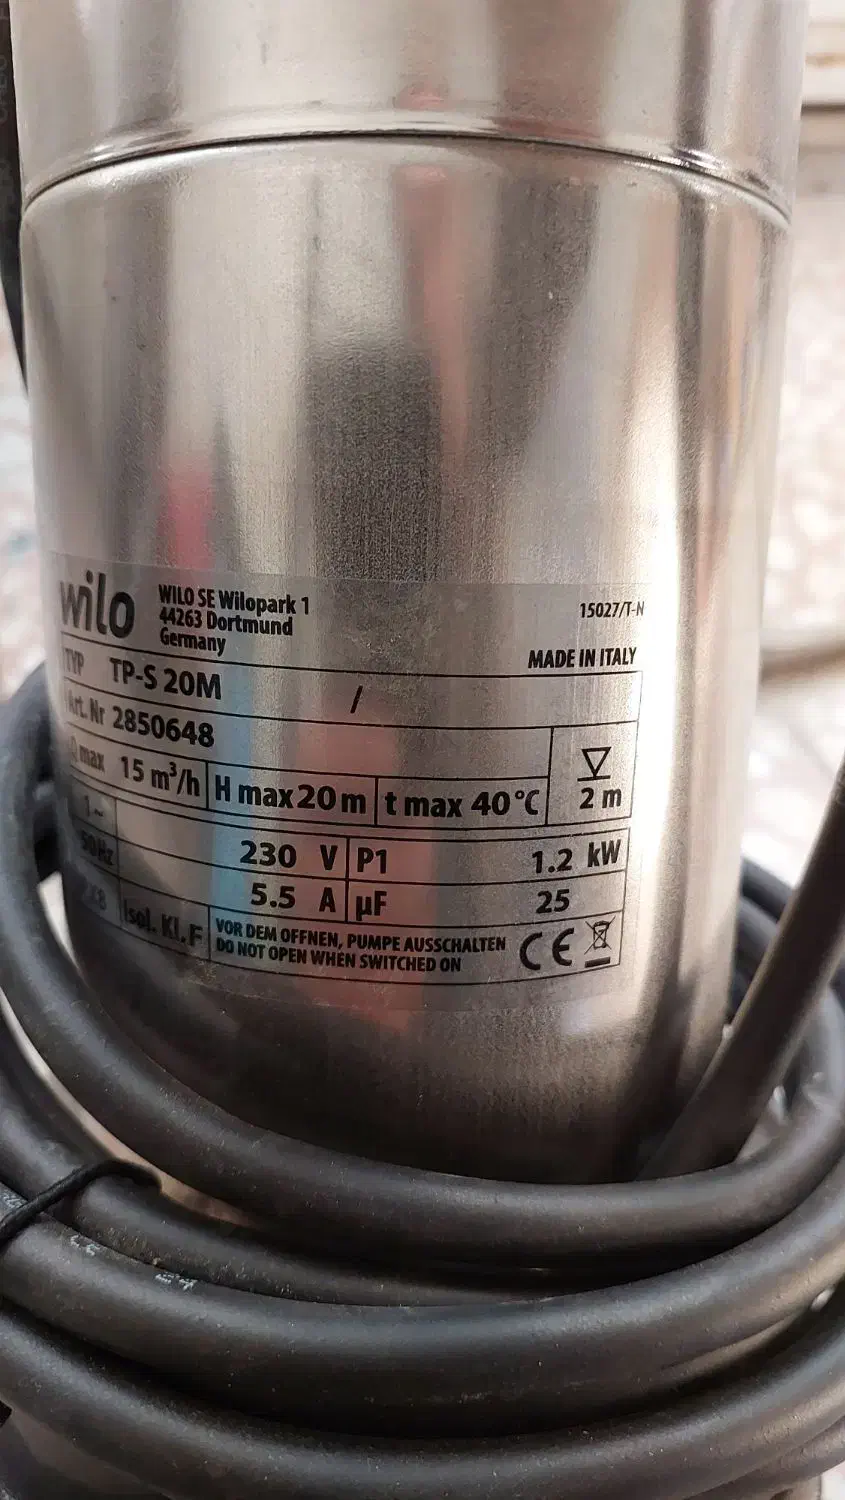 wilo
WILO SE Wilopark 1
44263 Dortmund
Germany
15027/T-N
MADE IN ITALY
TYP TP-S 20M /
Art. Nr 2850648
Q max 15 m³/h H max 20 m t max 40 °C 2 m
1~
50Hz 230 V P1 1.2 kW
5.5 A µF 25
Isol. Kl. F
VOR DEM OFFNEN, PUMPE AUSSCHALTEN
DO NOT OPEN WHEN SWITCHED ON
CE